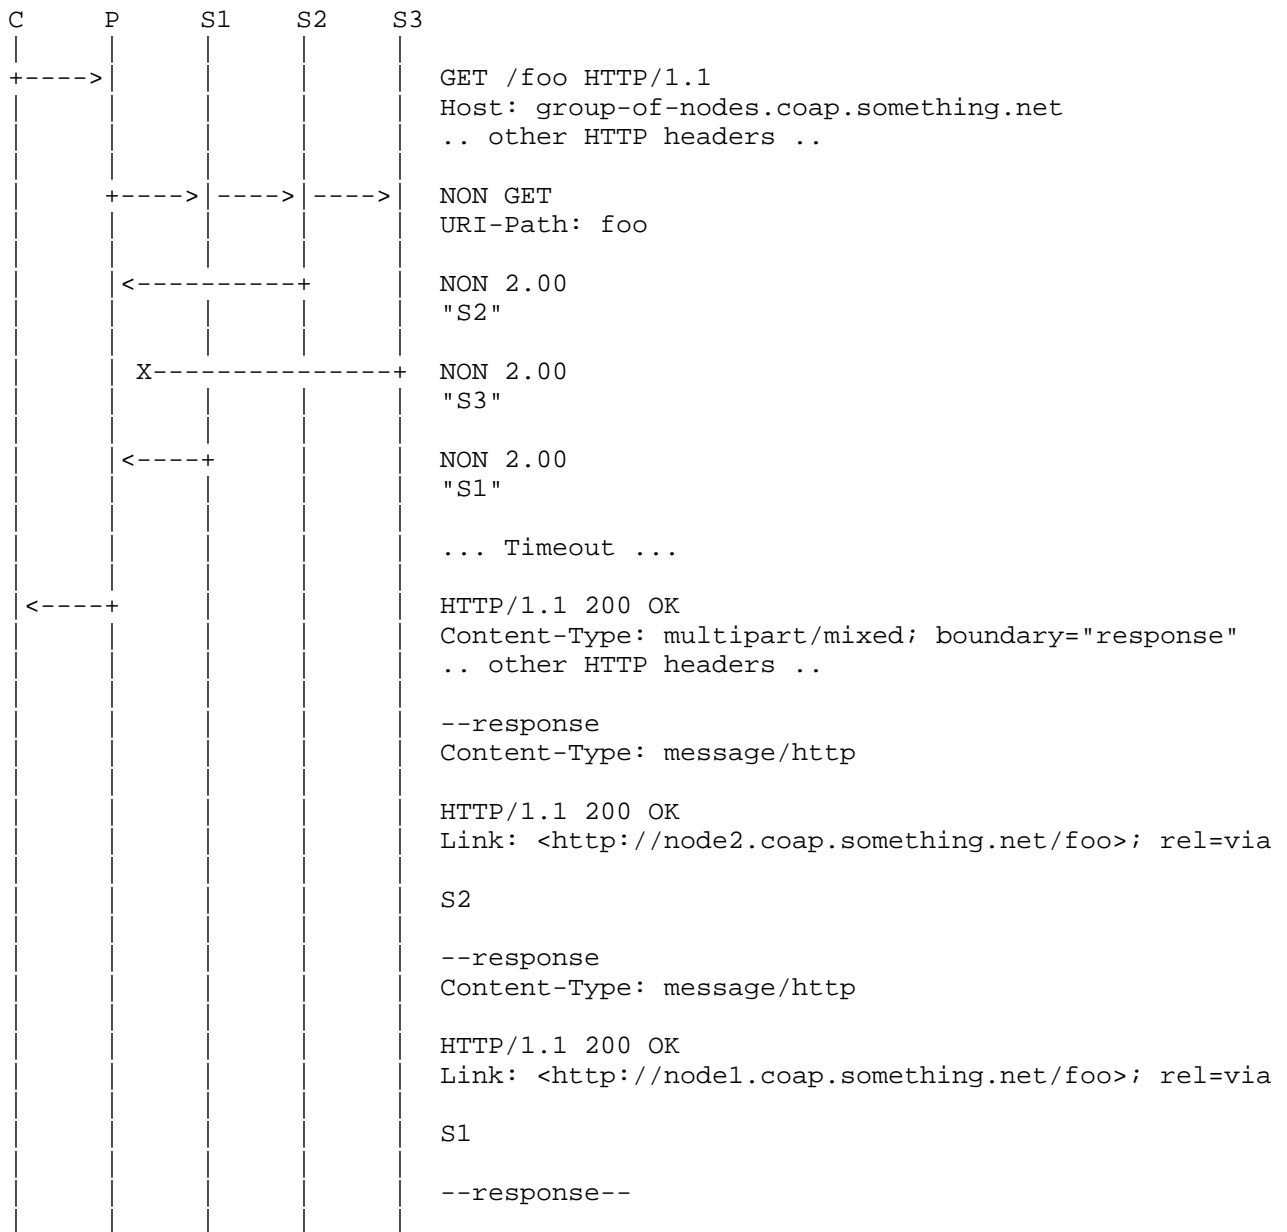 C P S1 S2 S3
GET /foo HTTP/1.1
Host: group-of-nodes.coap.something.net
.. other HTTP headers ..
NON GET
URI-Path: foo
NON 2.00
"S2"
X
NON 2.00
"S3"
NON 2.00
"S1"
... Timeout ...
HTTP/1.1 200 OK
Content-Type: multipart/mixed; boundary="response"
.. other HTTP headers ..
--response
Content-Type: message/http
HTTP/1.1 200 OK
Link: <http://node2.coap.something.net/foo>; rel=via
S2
--response
Content-Type: message/http
HTTP/1.1 200 OK
Link: <http://node1.coap.something.net/foo>; rel=via
S1
--response--